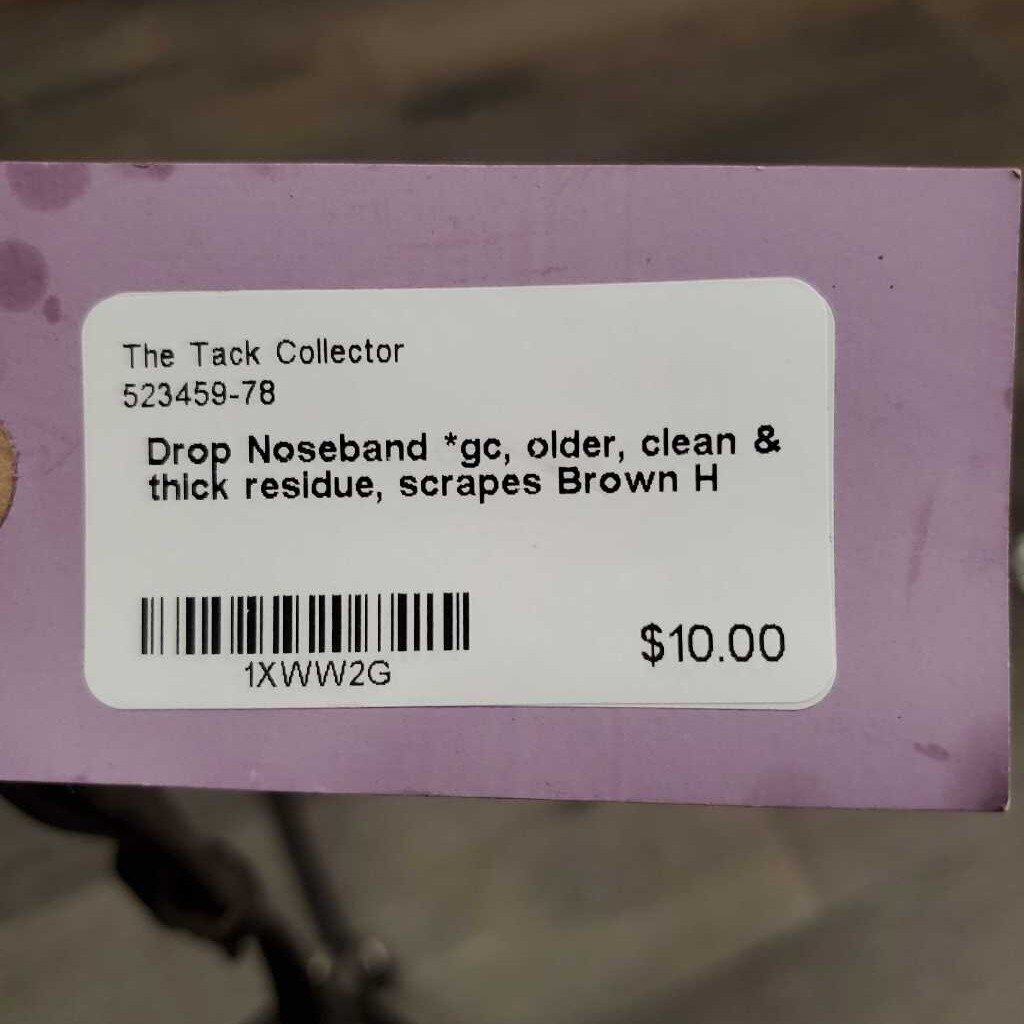 The Tack Collector
523459-78
Drop Noseband *gc, older, clean &
thick residue, scrapes Brown H
1XWW2G
$10.00